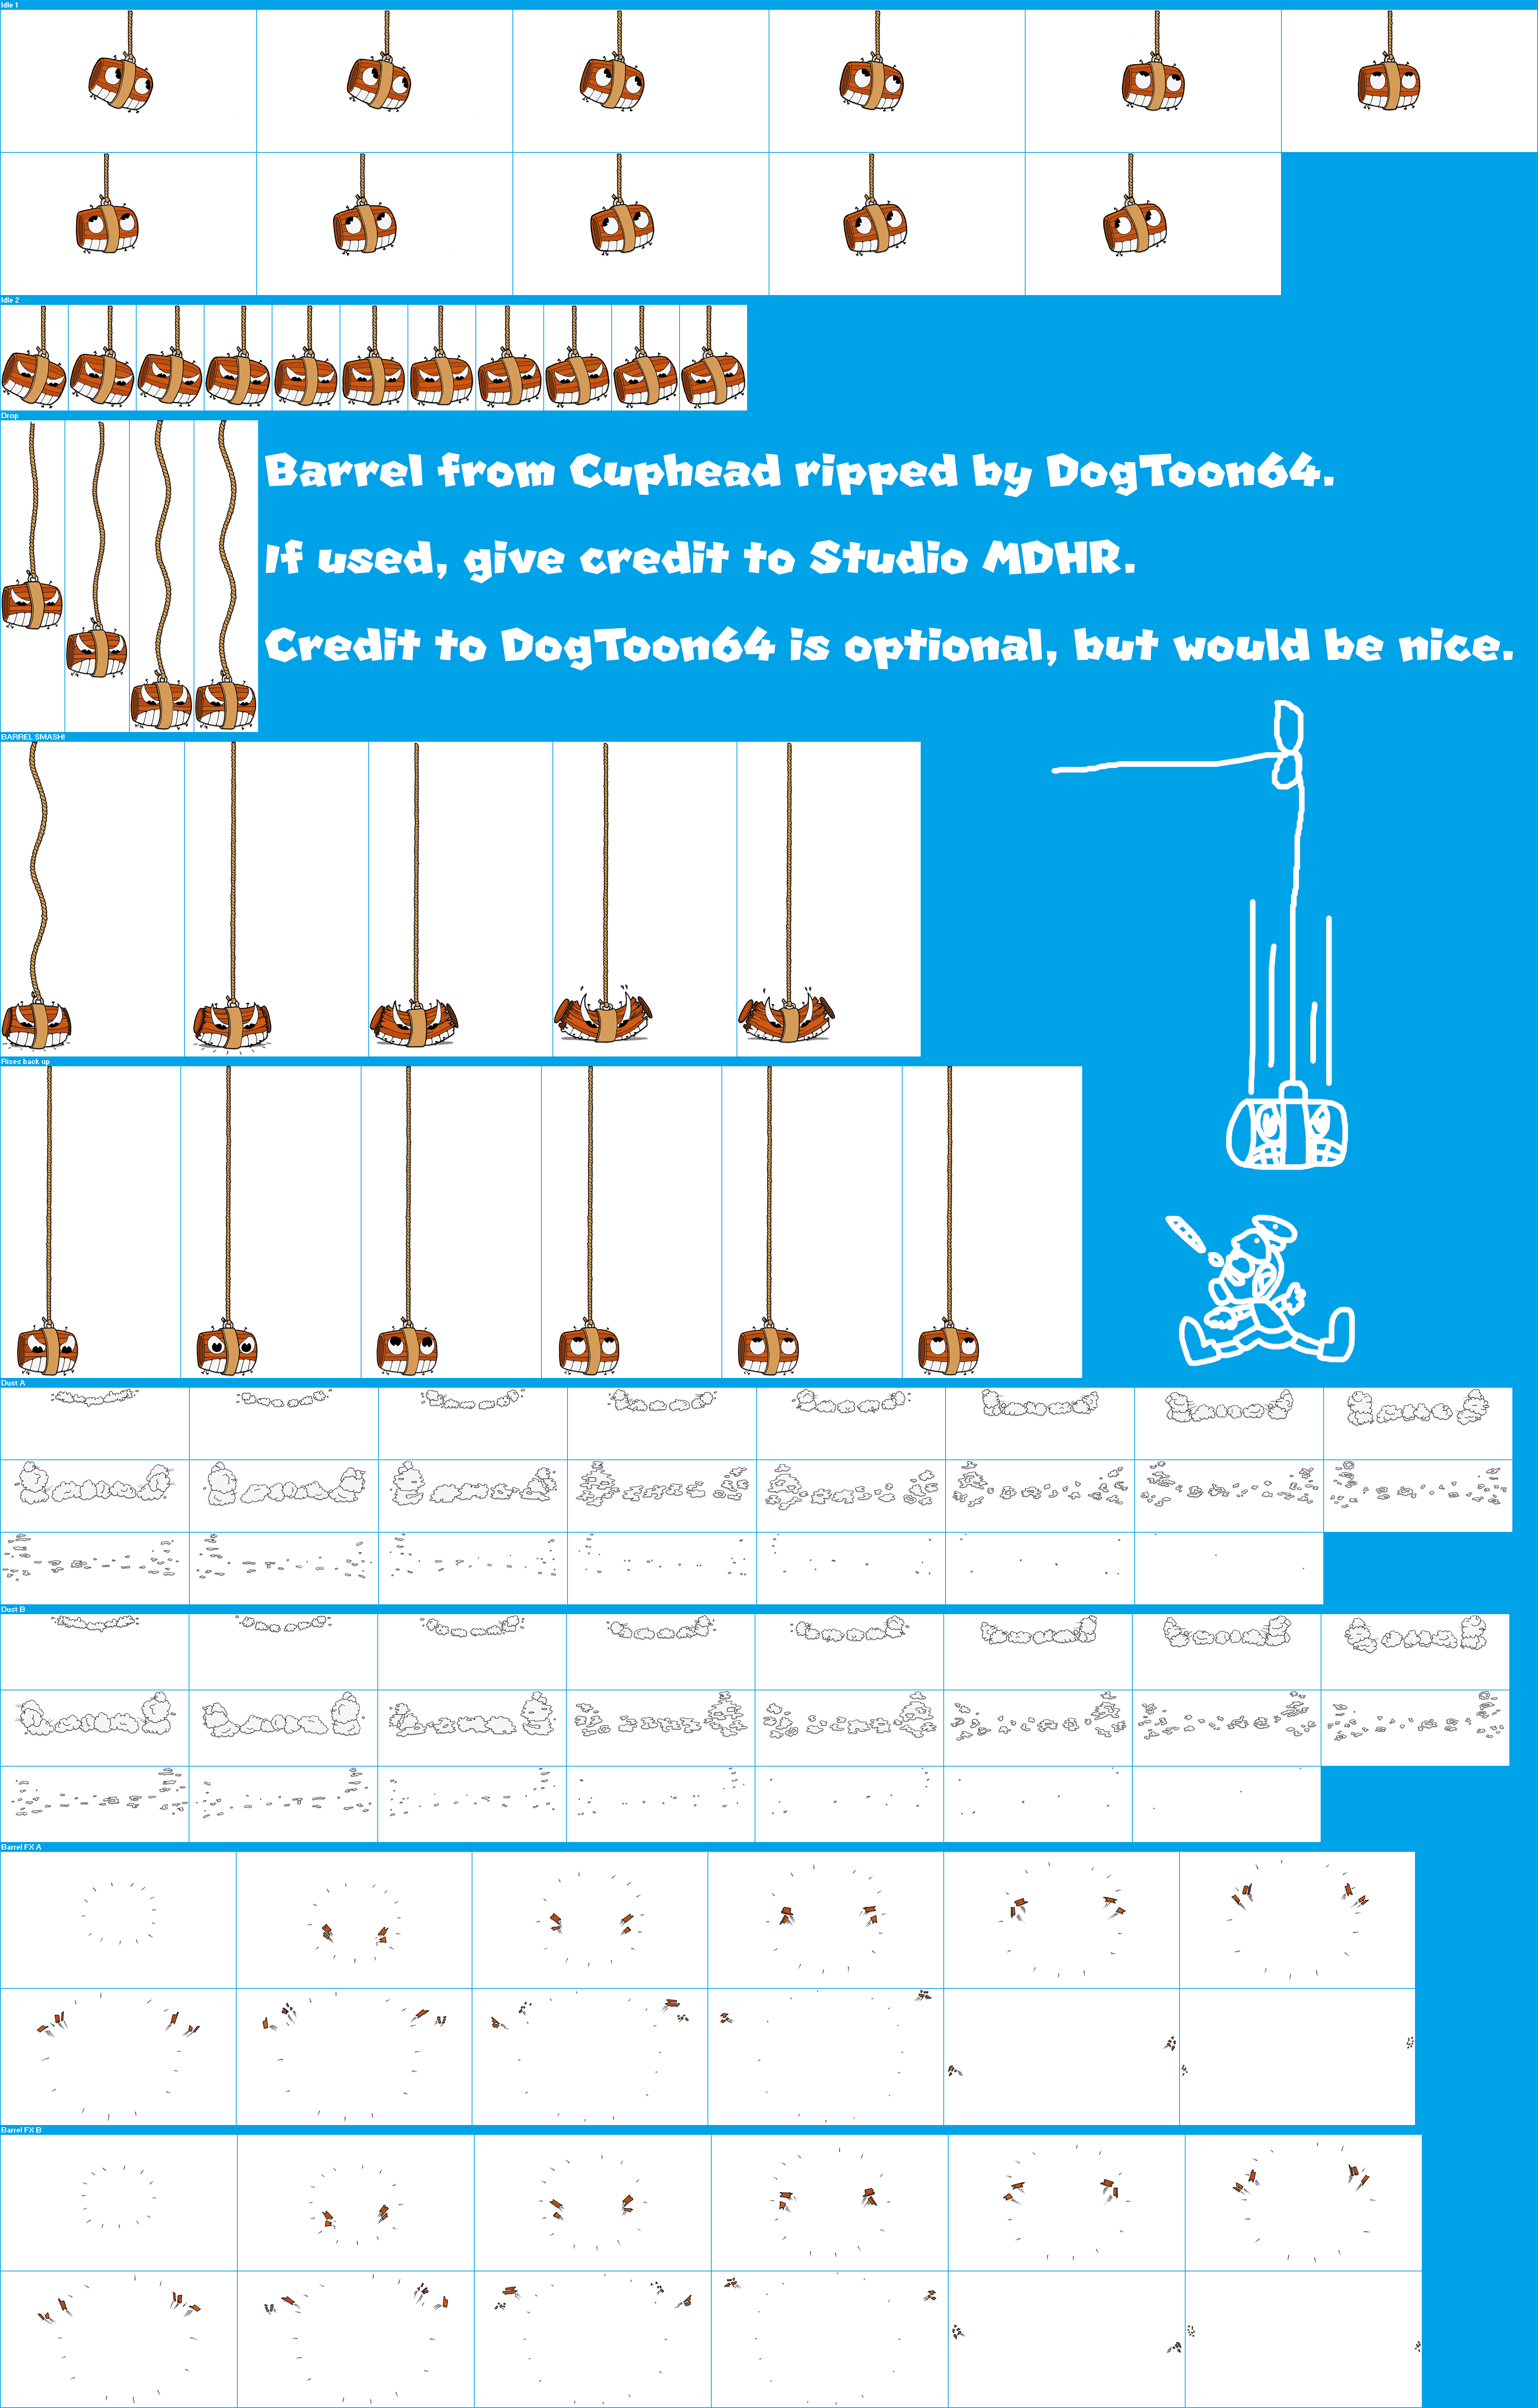 Idle 1
Idle 2
Drop
Barrel from Cuphead ripped by DogToon64.
If used, give credit to Studio MDHR.
Credit to DogToon64 is optional, but would be nice.
BARREL SMASH!
Rises back up
Dust A
Dust B
Barrel FX A
Barrel FX B